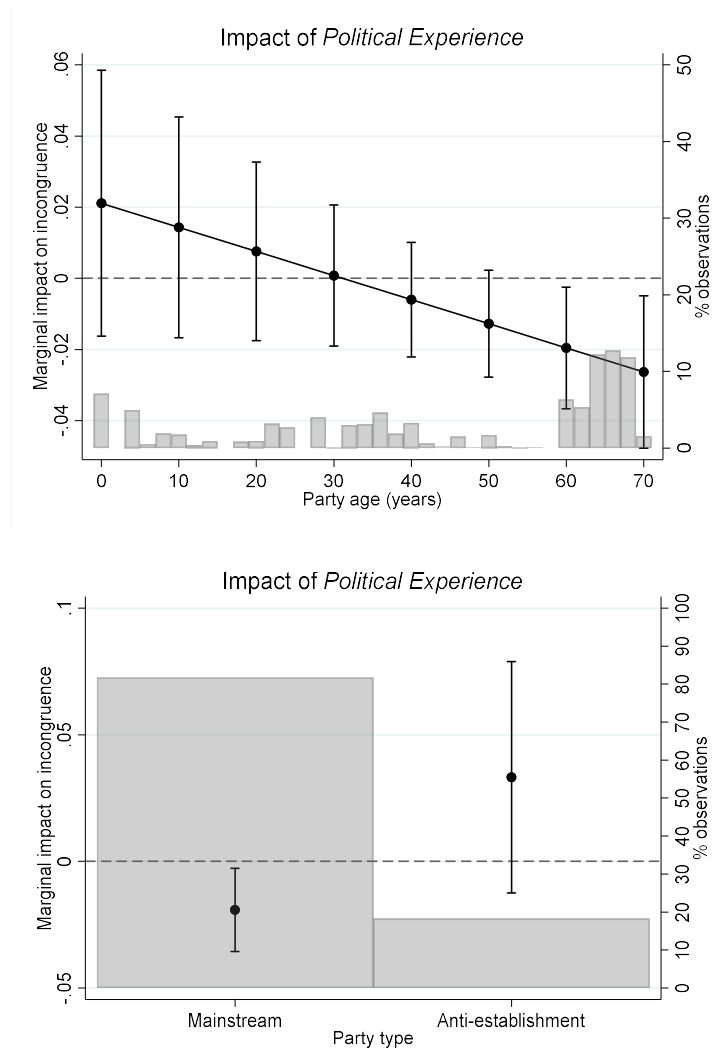 Impact of Political Experience
Marginal impact on incongruence
.06
.04
.02
0
-.02
-.04
50
40
30
20
10
0
% observations
0 10 20 30 40 50 60 70
Party age (years)
Impact of Political Experience
Marginal impact on incongruence
.1
.05
0
-.05
100
90
80
70
60
50
40
30
20
10
0
% observations
Mainstream Anti-establishment
Party type